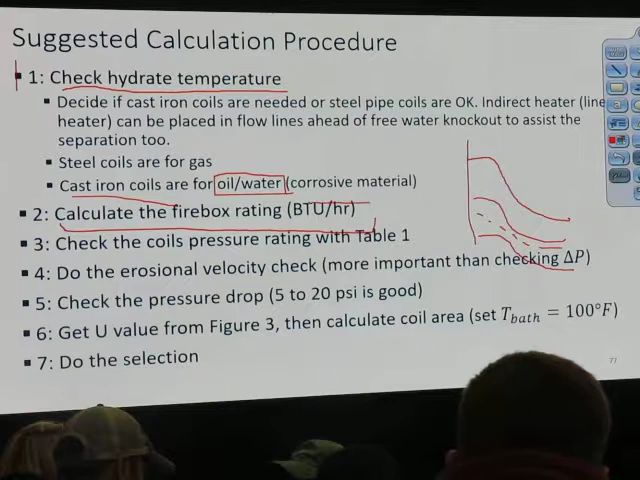 Suggested Calculation Procedure
▪ 1: Check hydrate temperature
▪ Decide if cast iron coils are needed or steel pipe coils are OK. Indirect heater (line
heater) can be placed in flow lines ahead of free water knockout to assist the
separation too.
▪ Steel coils are for gas
▪ Cast iron coils are for oil/water (corrosive material)
▪ 2: Calculate the firebox rating (BTU/hr)
▪ 3: Check the coils pressure rating with Table 1
▪ 4: Do the erosional velocity check (more important than checking ΔP)
▪ 5: Check the pressure drop (5 to 20 psi is good)
▪ 6: Get U value from Figure 3, then calculate coil area (set T_bath = 100°F)
▪ 7: Do the selection
77